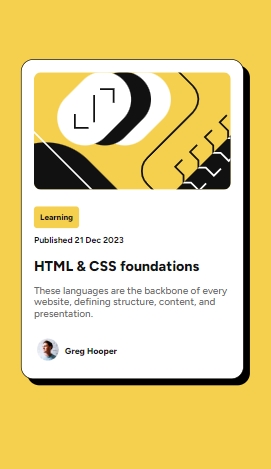 Learning
Published 21 Dec 2023
HTML & CSS foundations
These languages are the backbone of every
website, defining structure, content, and
presentation.
Greg Hooper